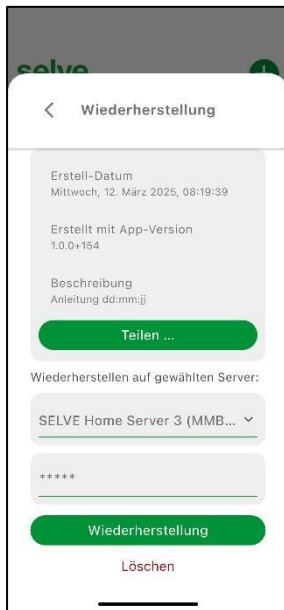 selve
Wiederherstellung
Erstell-Datum
Mittwoch, 12. März 2025, 08:19:39
Erstellt mit App-Version
1.0.0+154
Beschreibung
Anleitung dd:mm:jj
Teilen ...
Wiederherstellen auf gewählten Server:
SELVE Home Server 3 (MMB...
*****
Wiederherstellung
Löschen